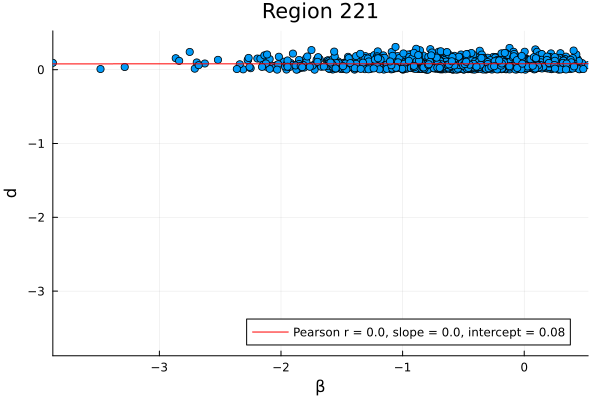 Region 221
d
0
−1
−2
−3
Pearson r = 0.0, slope = 0.0, intercept = 0.08
−3 −2 −1 0
β